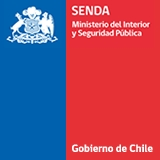 SENDA
Ministerio del Interior
y Seguridad Pública
Gobierno de Chile